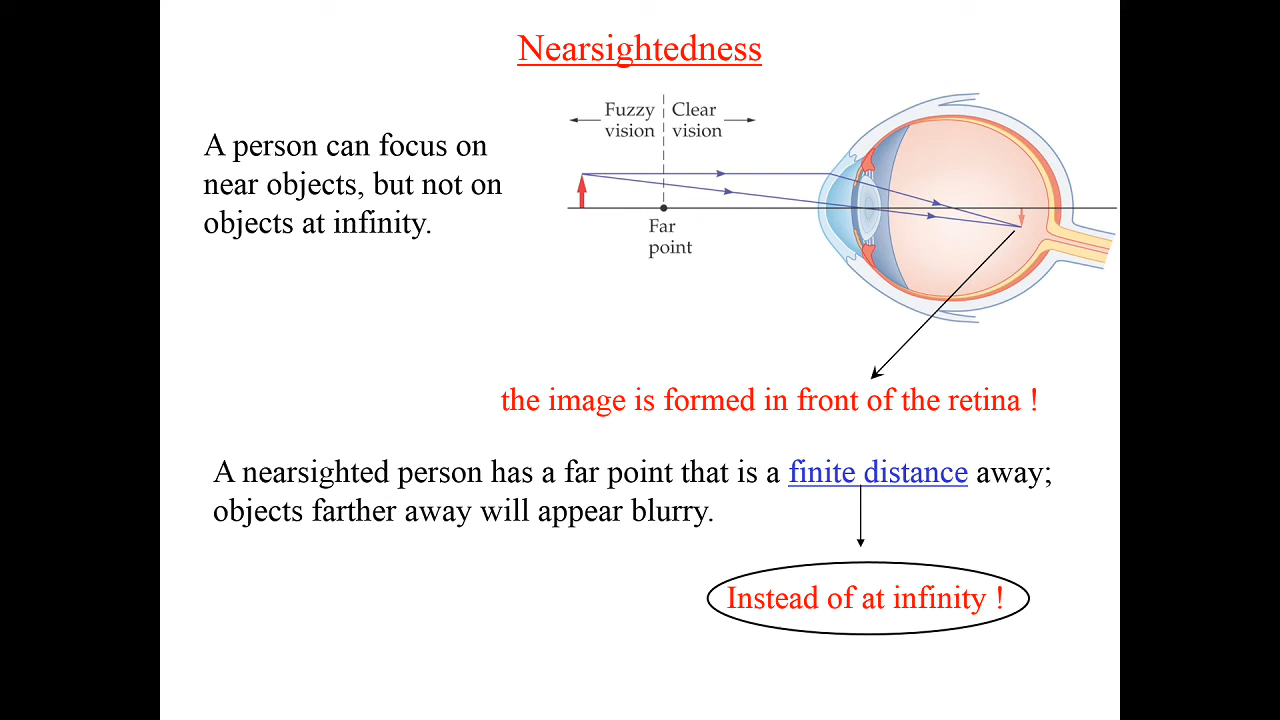 Nearsightedness
A person can focus on
near objects, but not on
objects at infinity.
Fuzzy
vision
Clear
vision
Far
point
the image is formed in front of the retina !
A nearsighted person has a far point that is a finite distance away;
objects farther away will appear blurry.
Instead of at infinity !